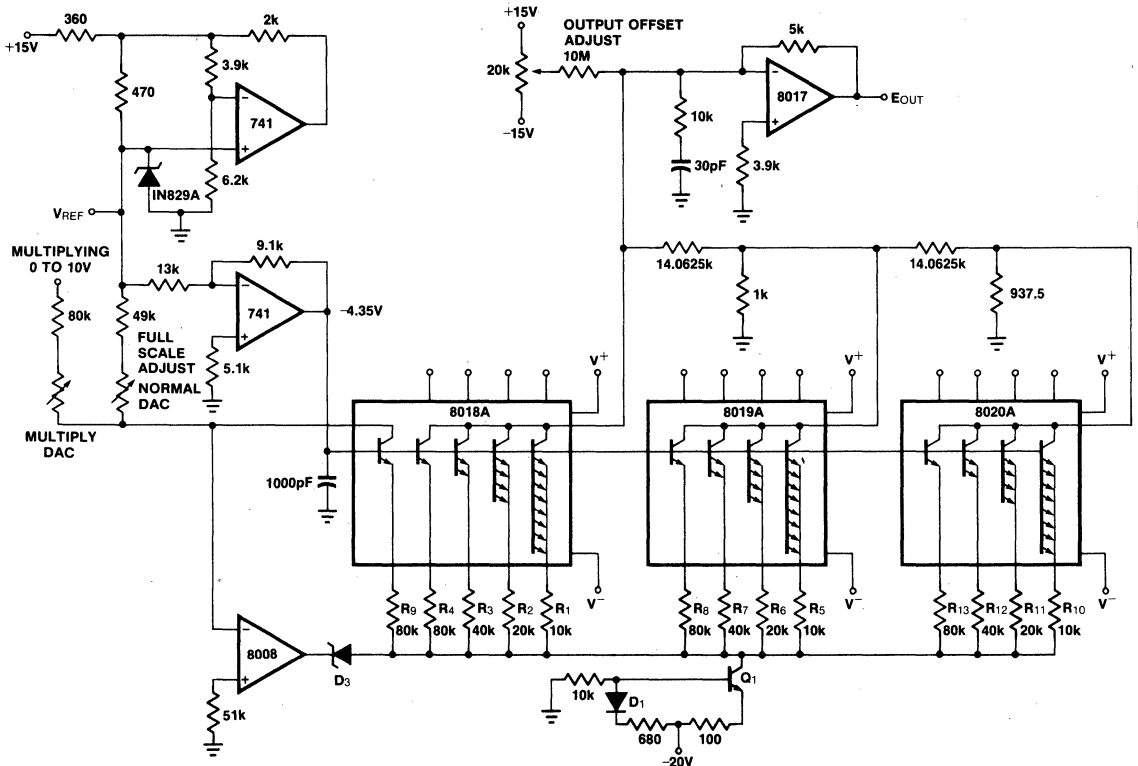 360
+15V
2k
3.9k
470
−
741
+
IN829A
6.2k
VREF
MULTIPLYING
0 TO 10V
80k
13k
9.1k
−
741
+
−4.35V
49k
FULL
SCALE
ADJUST
NORMAL
DAC
5.1k
MULTIPLY
DAC
1000pF
+15V
20k
−15V
OUTPUT OFFSET
ADJUST
10M
5k
−
8017
+
EOUT
10k
30pF
3.9k
14.0625k
1k
14.0625k
937.5
V+
8018A
V−
V+
8019A
V−
V+
8020A
V−
R9
80k
R4
80k
R3
40k
R2
20k
R1
10k
R8
80k
R7
40k
R6
20k
R5
10k
R13
80k
R12
40k
R11
20k
R10
10k
−
8008
+
D3
51k
10k
D1
Q1
680
100
−20V